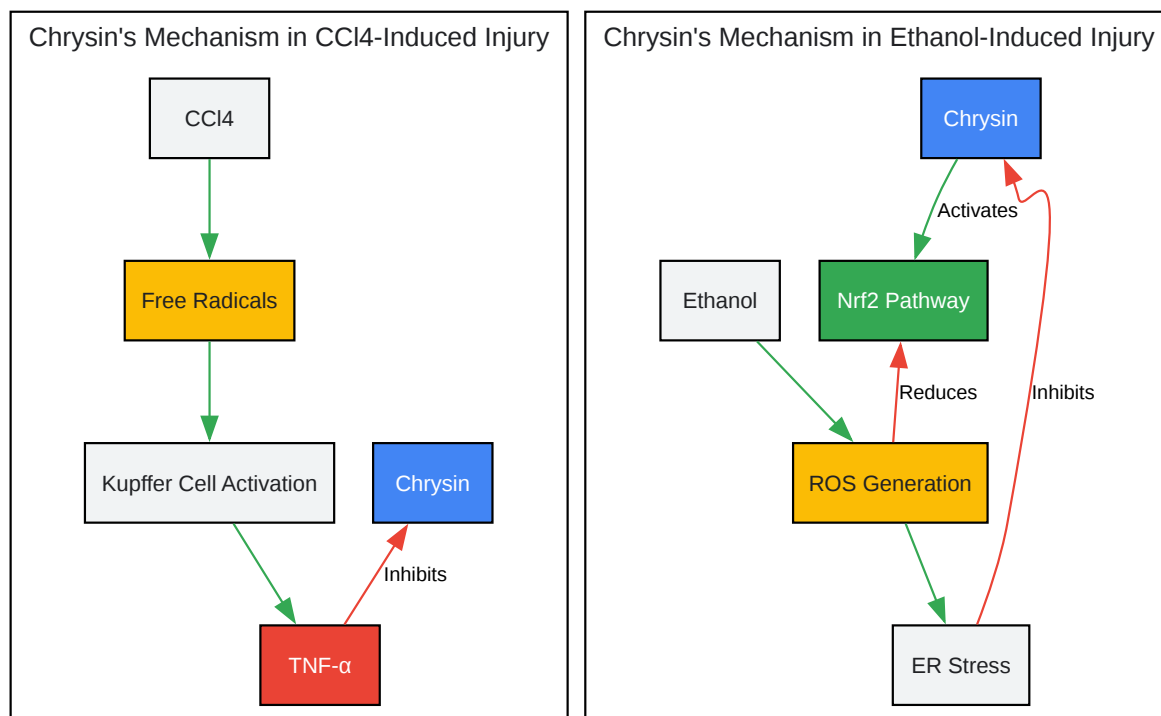 Chrysin's Mechanism in CCl4-Induced Injury
CCl4
Free Radicals
Kupffer Cell Activation
Chrysin
Inhibits
TNF-α
Chrysin's Mechanism in Ethanol-Induced Injury
Chrysin
Activates
Ethanol
Nrf2 Pathway
Reduces
Inhibits
ROS Generation
ER Stress